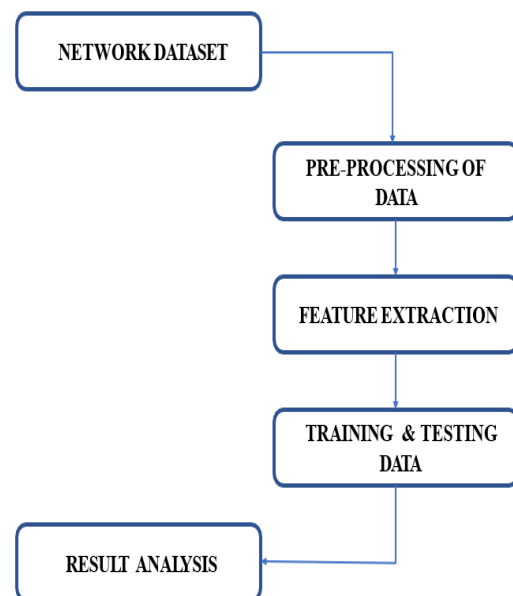 NETWORK DATASET
PRE-PROCESSING OF
DATA
FEATURE EXTRACTION
TRAINING & TESTING
DATA
RESULT ANALYSIS